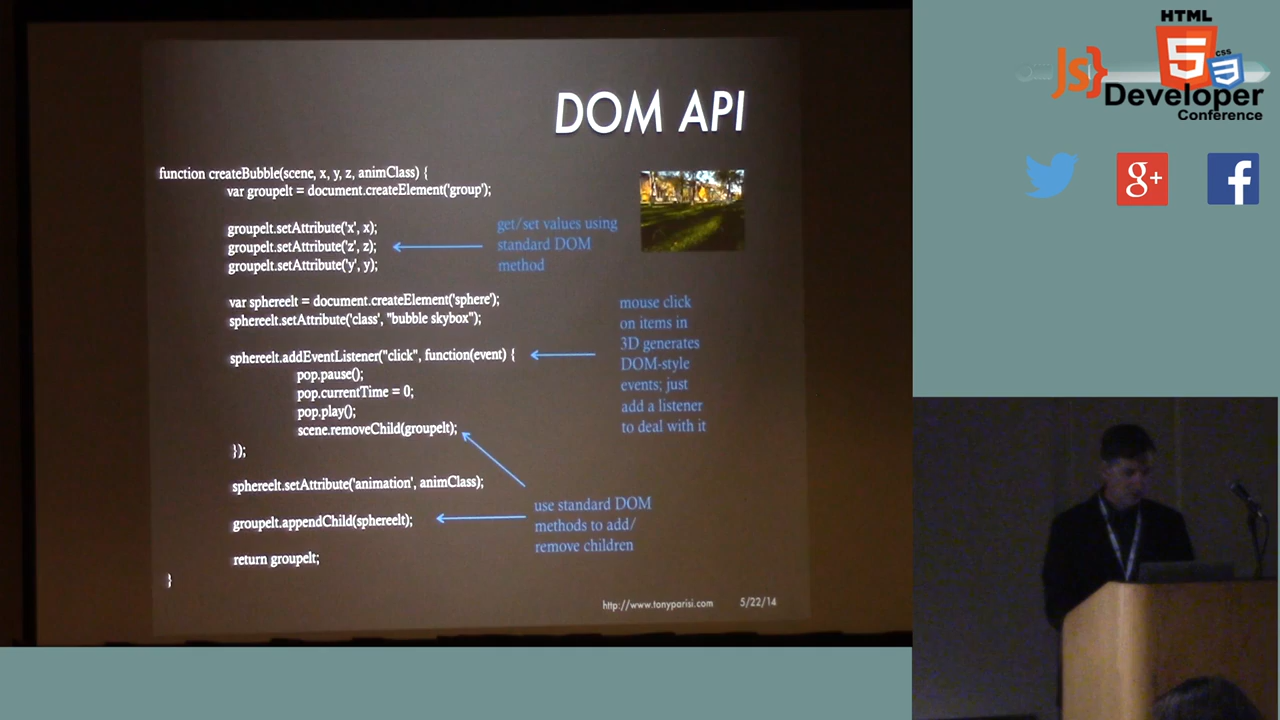 DOM API
function createBubble(scene, x, y, z, animClass) {
var groupelt = document.createElement('group');
groupelt.setAttribute('x', x);
groupelt.setAttribute('z', z);
groupelt.setAttribute('y', y);
get/set values using
standard DOM
method
var sphereelt = document.createElement('sphere');
sphereelt.setAttribute('class', "bubble skybox");
sphereelt.addEventListener("click", function(event) {
pop.pause();
pop.currentTime = 0;
pop.play();
scene.removeChild(groupelt);
});
mouse click
on items in
3D generates
DOM-style
events; just
add a listener
to deal with it
sphereelt.setAttribute('animation', animClass);
groupelt.appendChild(sphereelt);
return groupelt;
}
use standard DOM
methods to add/
remove children
http://www.tonyparisi.com 5/22/14
HTML
5
css
3
JS}
Developer
Conference
g+
f